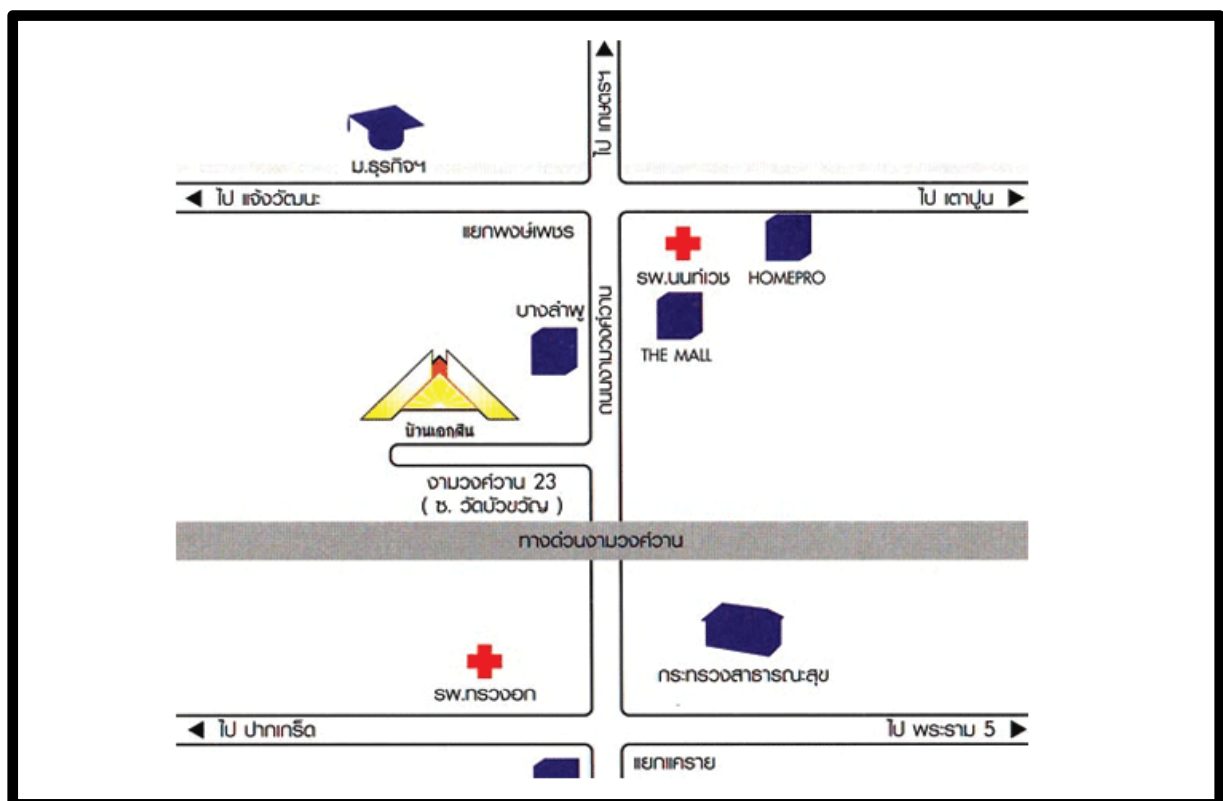 ไป เกษตรฯ
ม.ธุรกิจฯ
ไป แจ้งวัฒนะ
ไป เตาปูน
แยกพงษ์เพชร
รพ.นนท์เวช
HOMEPRO
บางลำพู
ถนนงามวงศ์วาน
THE MALL
บ้านเอกสิน
งามวงศ์วาน 23
( ซ. วัดบัวขวัญ )
ทางด่วนงามวงศ์วาน
กระทรวงสาธารณะสุข
รพ.ทรวงอก
ไป ปากเกร็ด
ไป พระราม 5
แยกแคราย